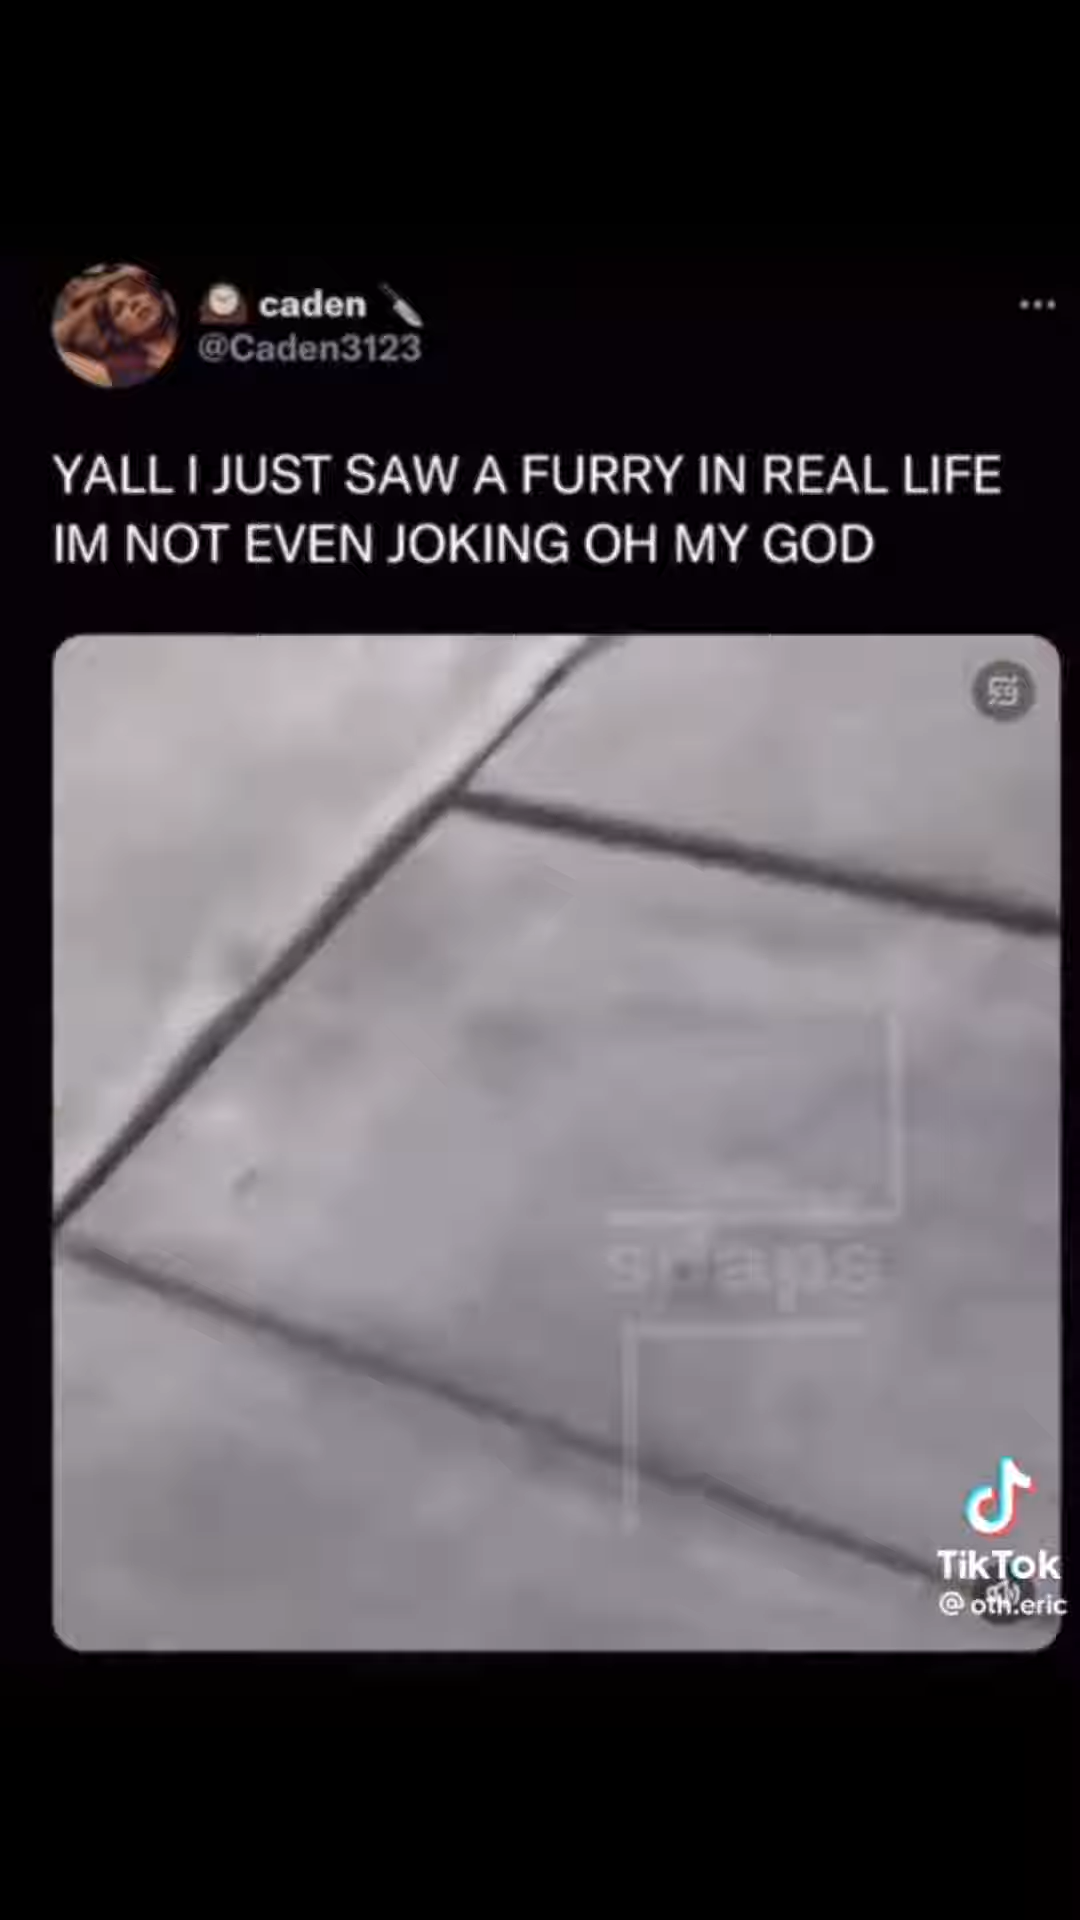 caden
@Caden3123
YALL I JUST SAW A FURRY IN REAL LIFE
IM NOT EVEN JOKING OH MY GOD
TikTok
@oth.eric